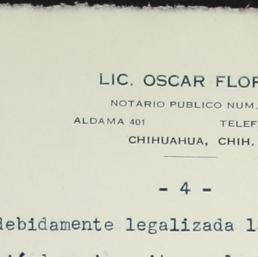 LIC. OSCAR FLOR
NOTARIO PUBLICO NUM.
ALDAMA 401 TELEF
CHIHUAHUA, CHIH.
- 4 -
debidamente legalizada l